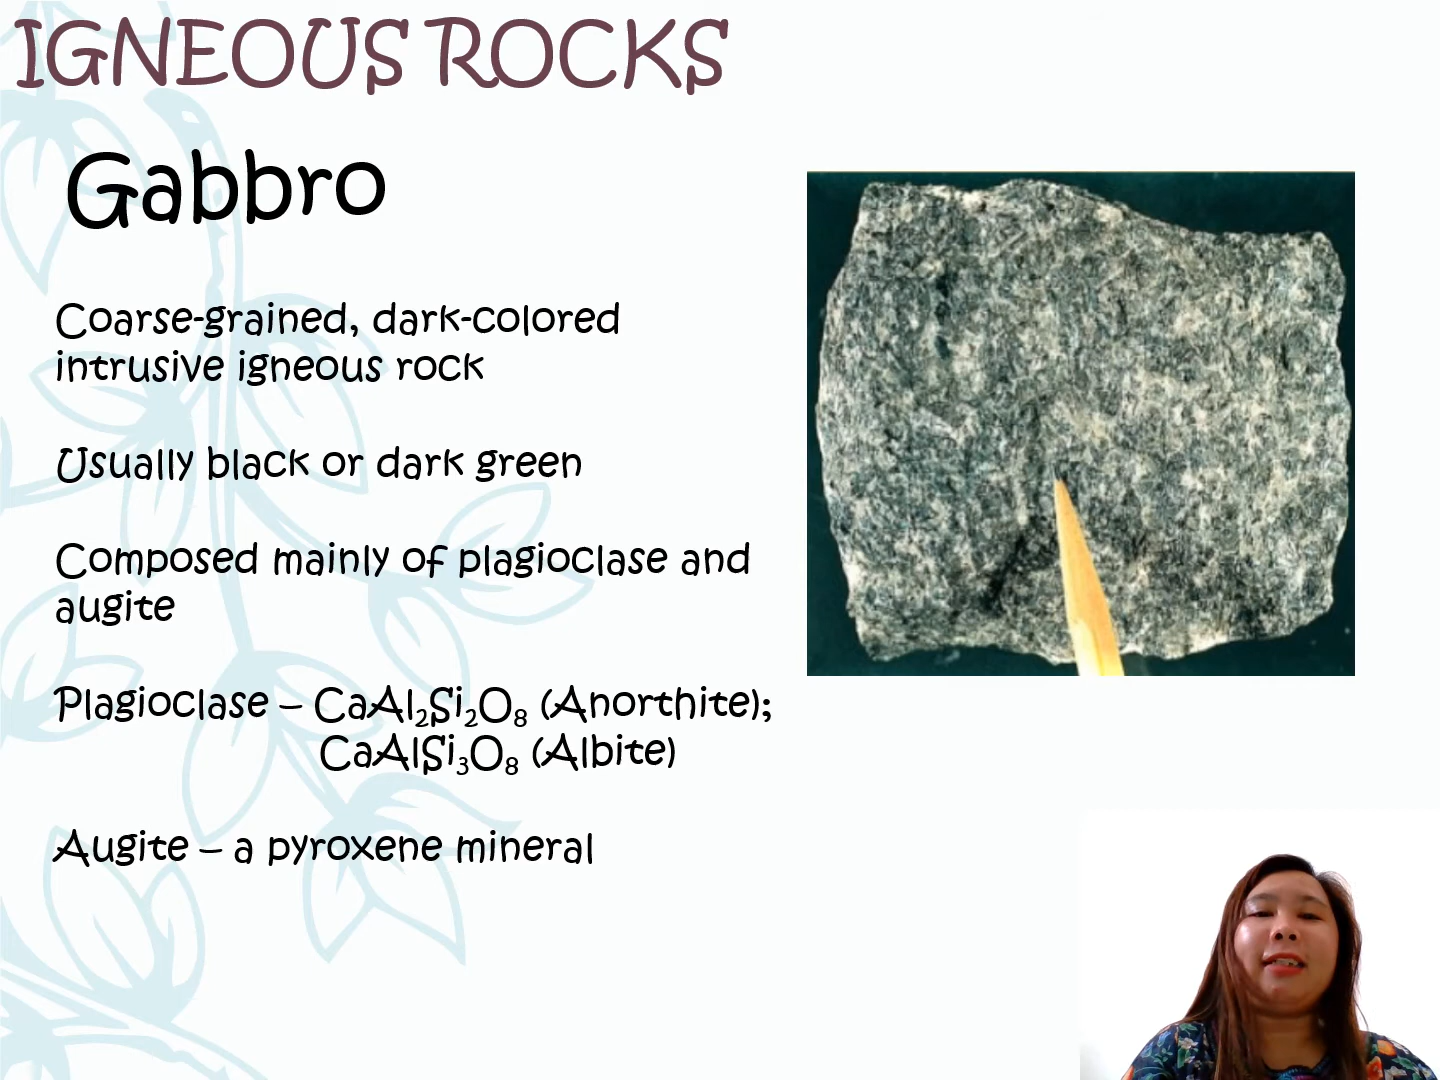 IGNEOUS ROCKS
Gabbro
Coarse-grained, dark-colored
intrusive igneous rock
Usually black or dark green
Composed mainly of plagioclase and
augite
Plagioclase – CaAl₂Si₂O₈ (Anorthite);
CaAlSi₃O₈ (Albite)
Augite – a pyroxene mineral